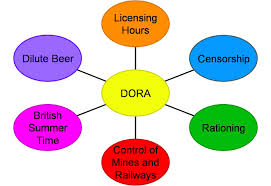 Licensing
Hours
Dilute Beer
Censorship
DORA
British
Summer
Time
Rationing
Control of
Mines and
Railways